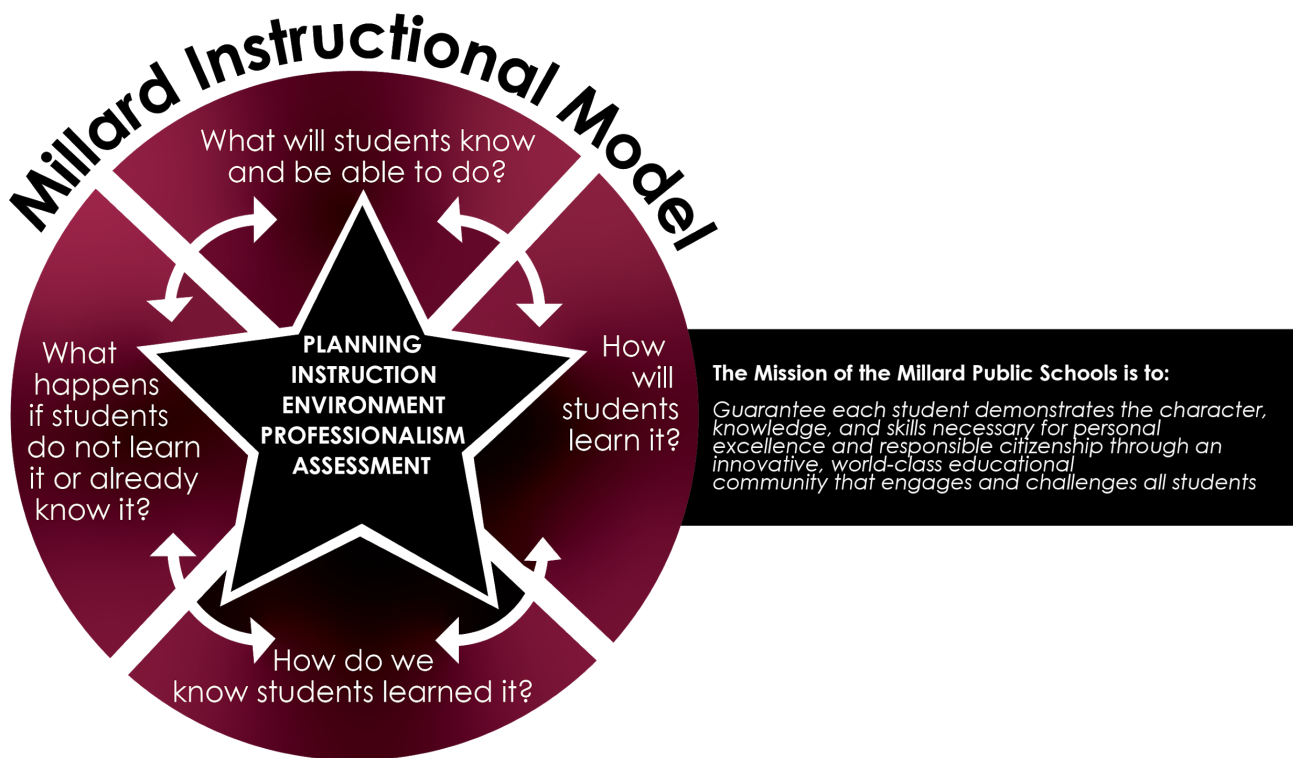 Millard Instructional Model
What will students know
and be able to do?
How
will
students
learn it?
How do we
know students learned it?
What
happens
if students
do not learn
it or already
know it?
PLANNING
INSTRUCTION
ENVIRONMENT
PROFESSIONALISM
ASSESSMENT
The Mission of the Millard Public Schools is to:
Guarantee each student demonstrates the character,
knowledge, and skills necessary for personal
excellence and responsible citizenship through an
innovative, world-class educational
community that engages and challenges all students